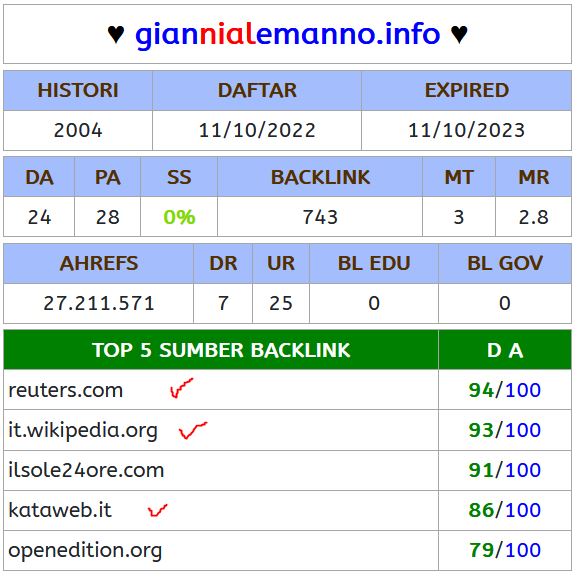 ♥ giannialemanno.info ♥
HISTORI DAFTAR EXPIRED
2004 11/10/2022 11/10/2023
DA PA SS BACKLINK MT MR
24 28 0% 743 3 2.8
AHREFS DR UR BL EDU BL GOV
27.211.571 7 25 0 0
TOP 5 SUMBER BACKLINK D A
reuters.com 94/100
it.wikipedia.org 93/100
ilsole24ore.com 91/100
kataweb.it 86/100
openedition.org 79/100